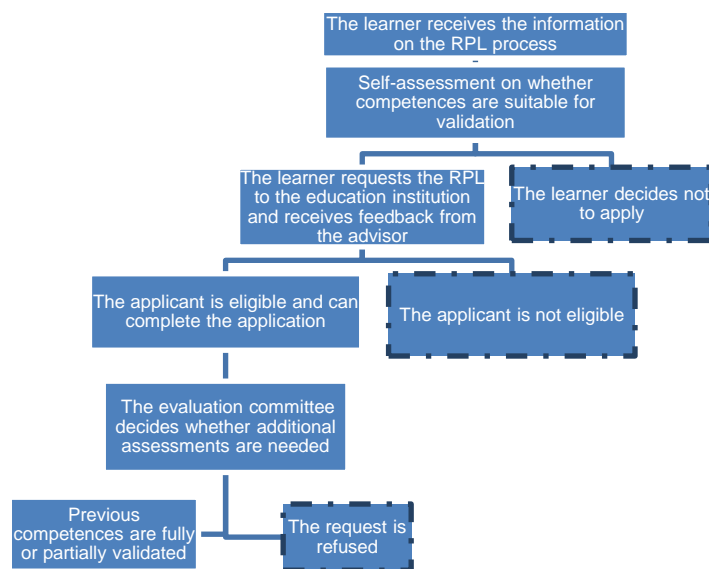 The learner receives the information
on the RPL process
Self-assessment on whether
competences are suitable for
validation
The learner requests the RPL
to the education institution
and receives feedback from
the advisor
The learner decides not
to apply
The applicant is eligible and can
complete the application
The applicant is not eligible
The evaluation committee
decides whether additional
assessments are needed
Previous
competences are fully
or partially validated
The request is
refused